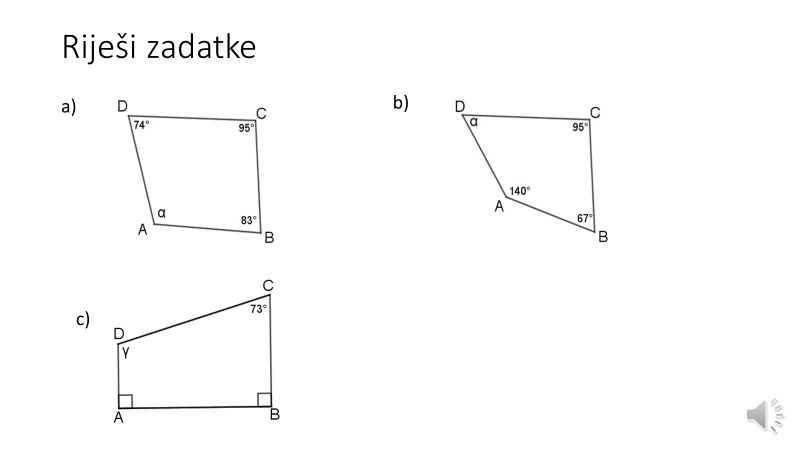 Riješi zadatke
a)
D
C
74°
95°
α
83°
A
B
b)
D
C
α
95°
140°
A
67°
B
c)
C
73°
D
γ
A
B